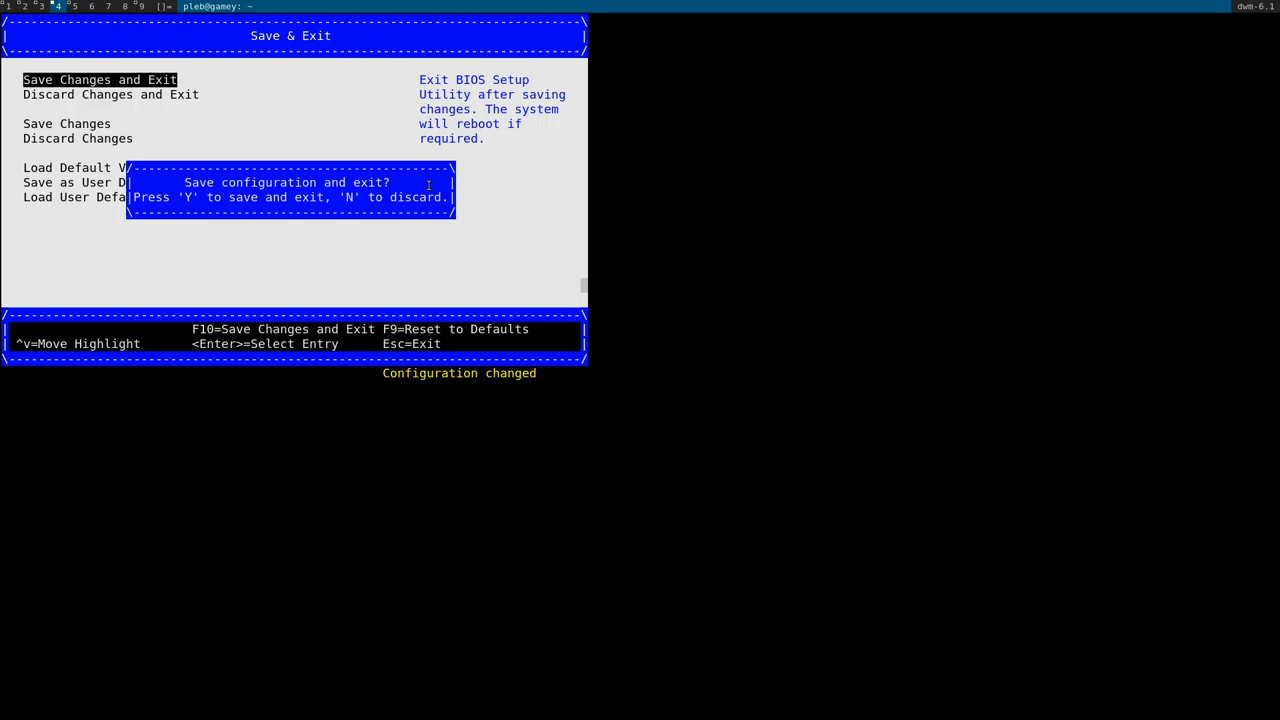 1 2 3 4 5 6 7 8 9 []= pleb@gamey: ~ dwm-6.1
/------------------------------------------------------------------------------\
| Save & Exit |
\------------------------------------------------------------------------------/
Save Changes and Exit Exit BIOS Setup
Discard Changes and Exit Utility after saving
changes. The system
Save Changes will reboot if
Discard Changes required.
Load Default V/-------------------------------------------\
Save as User D| Save configuration and exit? |
Load User Defa|Press 'Y' to save and exit, 'N' to discard.|
\-------------------------------------------/
/------------------------------------------------------------------------------\
| F10=Save Changes and Exit F9=Reset to Defaults |
| ^v=Move Highlight <Enter>=Select Entry Esc=Exit |
\------------------------------------------------------------------------------/
Configuration changed